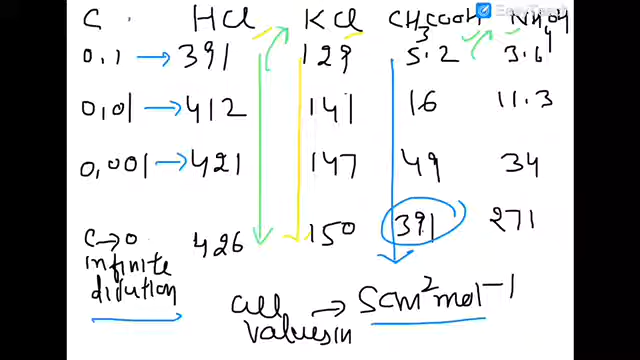 C HCl KCl CH3COOH NH4OH
0.1 → 391 129 5.2 3.6
0.01 → 412 141 16 11.3
0.001 → 421 147 49 34
C→0 426 150 391 271
infinite
dilution
all → Scm²mol⁻¹
values in